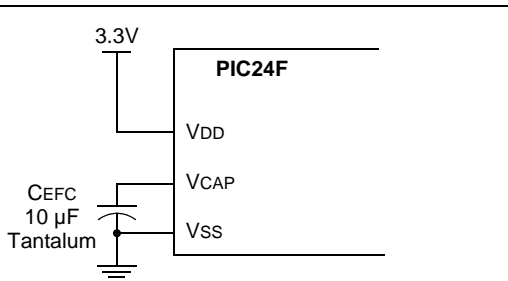 3.3V
PIC24F
VDD
VCAP
CEFC
10 µF
Tantalum
VSS